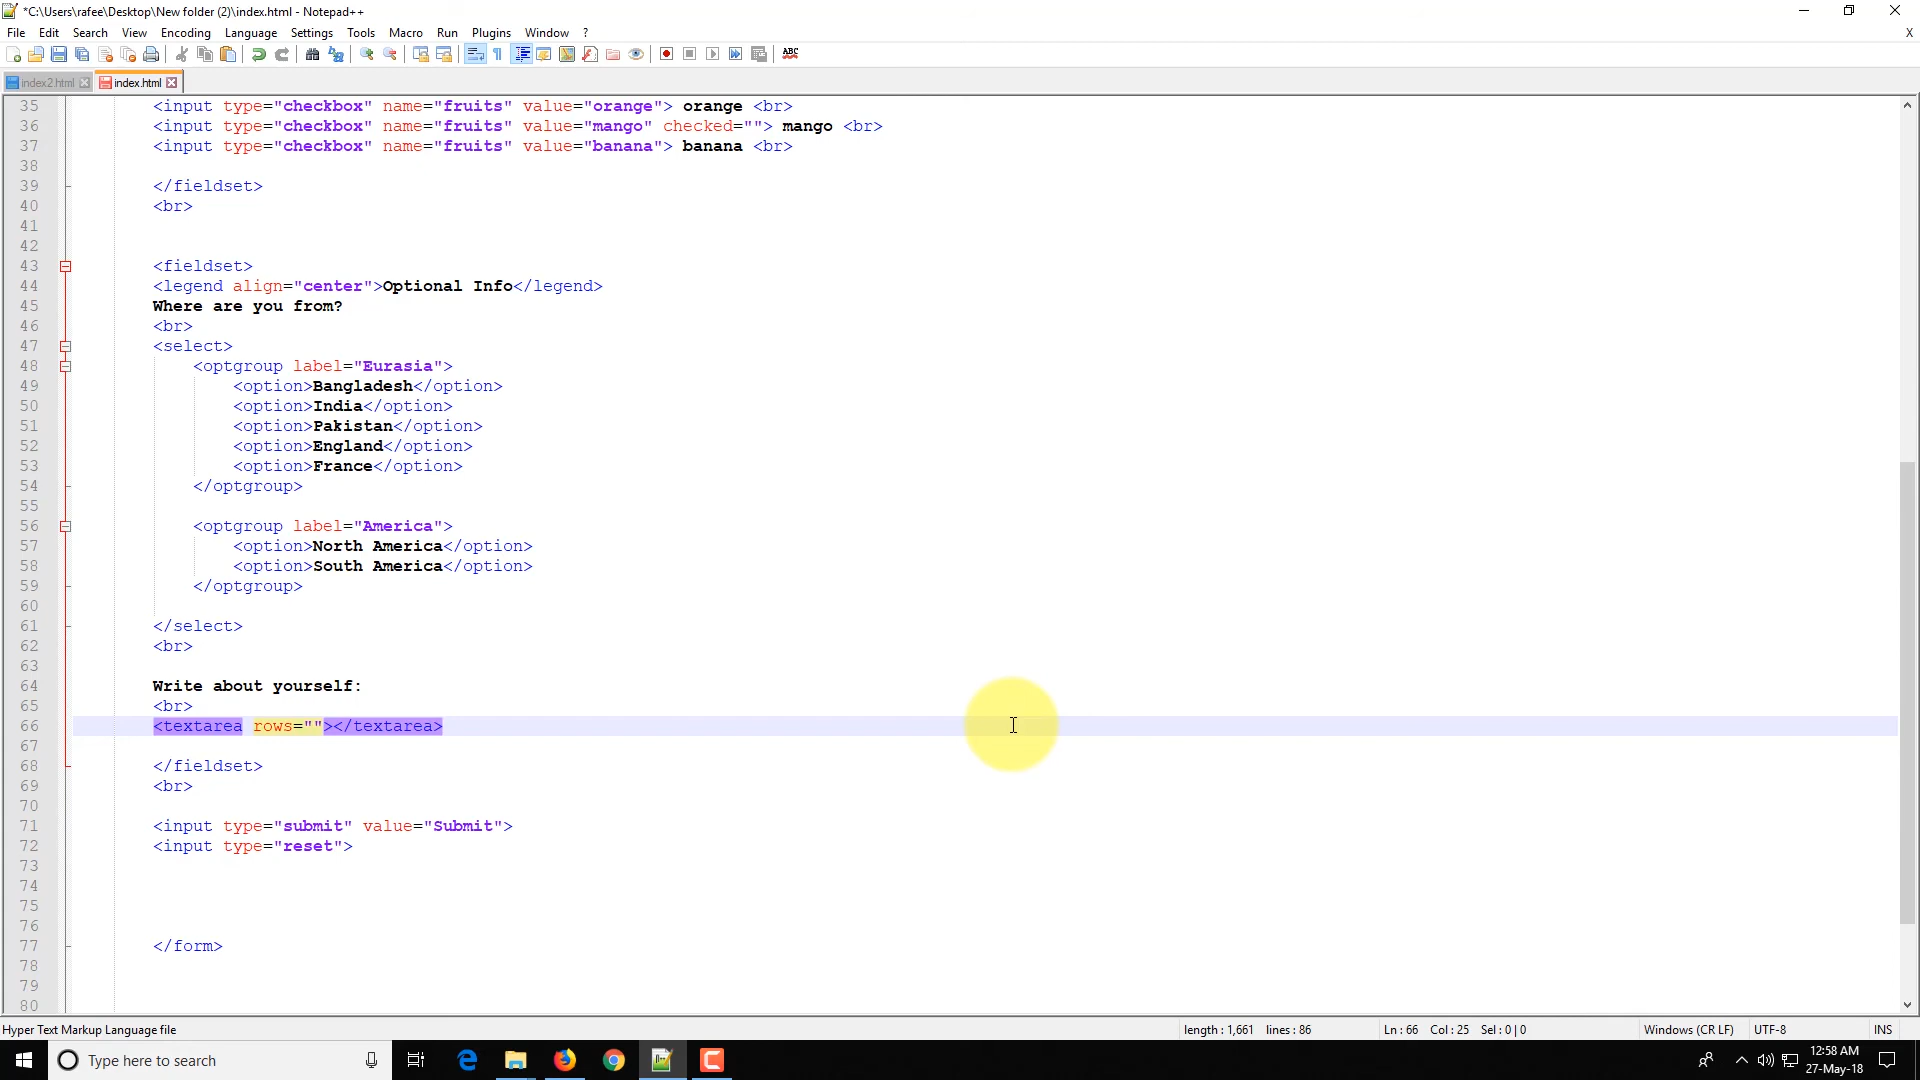 *C:\Users\rafee\Desktop\New folder (2)\index.html - Notepad++
File Edit Search View Encoding Language Settings Tools Macro Run Plugins Window ? X
ABC
index2.html index.html
35 <input type="checkbox" name="fruits" value="orange"> orange <br>
36 <input type="checkbox" name="fruits" value="mango" checked=""> mango <br>
37 <input type="checkbox" name="fruits" value="banana"> banana <br>
38
39 </fieldset>
40 <br>
41
42
43 <fieldset>
44 <legend align="center">Optional Info</legend>
45 Where are you from?
46 <br>
47 <select>
48 <optgroup label="Eurasia">
49 <option>Bangladesh</option>
50 <option>India</option>
51 <option>Pakistan</option>
52 <option>England</option>
53 <option>France</option>
54 </optgroup>
55
56 <optgroup label="America">
57 <option>North America</option>
58 <option>South America</option>
59 </optgroup>
60
61 </select>
62 <br>
63
64 Write about yourself:
65 <br>
66 <textarea rows=""></textarea>
67
68 </fieldset>
69 <br>
70
71 <input type="submit" value="Submit">
72 <input type="reset">
73
74
75
76
77 </form>
78
79
80
Hyper Text Markup Language file length : 1,661 lines : 86 Ln : 66 Col : 25 Sel : 0 | 0 Windows (CR LF) UTF-8 INS
Type here to search
12:58 AM
27-May-18